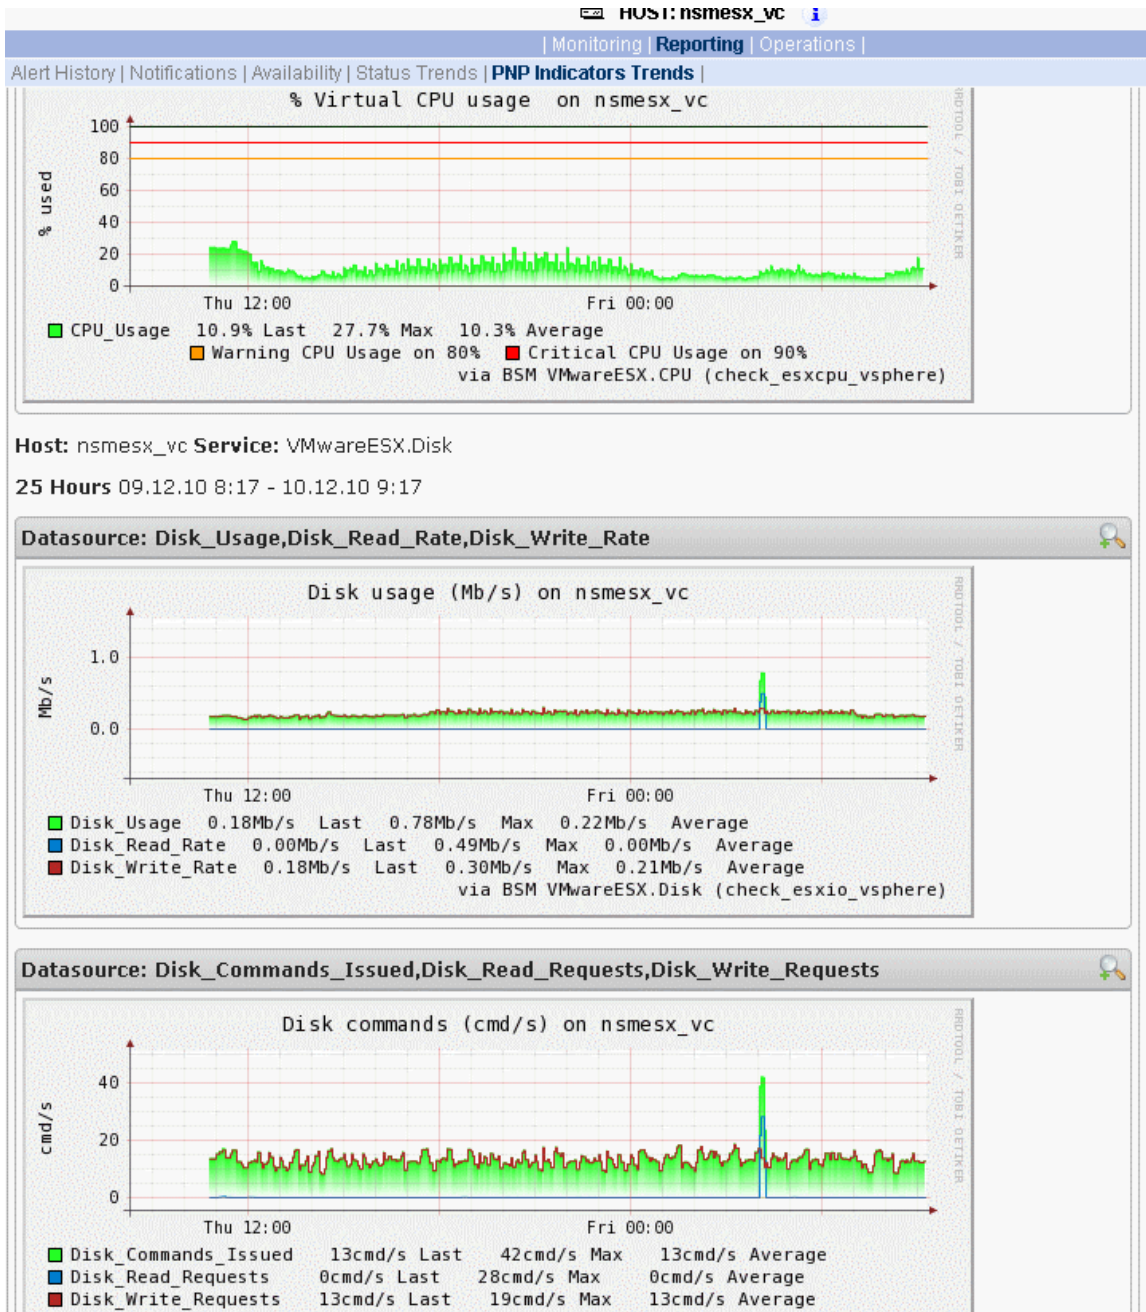 HOST: nsmesx_vc i
| Monitoring | Reporting | Operations |
Alert History | Notifications | Availability | Status Trends | PNP Indicators Trends |
% Virtual CPU usage on nsmesx_vc
RRDTOOL / TOBI OETIKER
% used
100
80
60
40
20
0
Thu 12:00 Fri 00:00
CPU_Usage 10.9% Last 27.7% Max 10.3% Average
Warning CPU Usage on 80% Critical CPU Usage on 90%
via BSM VMwareESX.CPU (check_esxcpu_vsphere)
Host: nsmesx_vc Service: VMwareESX.Disk
25 Hours 09.12.10 8:17 - 10.12.10 9:17
Datasource: Disk_Usage,Disk_Read_Rate,Disk_Write_Rate
Disk usage (Mb/s) on nsmesx_vc
RRDTOOL / TOBI OETIKER
Mb/s
1.0
0.0
Thu 12:00 Fri 00:00
Disk_Usage 0.18Mb/s Last 0.78Mb/s Max 0.22Mb/s Average
Disk_Read_Rate 0.00Mb/s Last 0.49Mb/s Max 0.00Mb/s Average
Disk_Write_Rate 0.18Mb/s Last 0.30Mb/s Max 0.21Mb/s Average
via BSM VMwareESX.Disk (check_esxio_vsphere)
Datasource: Disk_Commands_Issued,Disk_Read_Requests,Disk_Write_Requests
Disk commands (cmd/s) on nsmesx_vc
RRDTOOL / TOBI OETIKER
cmd/s
40
20
0
Thu 12:00 Fri 00:00
Disk_Commands_Issued 13cmd/s Last 42cmd/s Max 13cmd/s Average
Disk_Read_Requests 0cmd/s Last 28cmd/s Max 0cmd/s Average
Disk_Write_Requests 13cmd/s Last 19cmd/s Max 13cmd/s Average